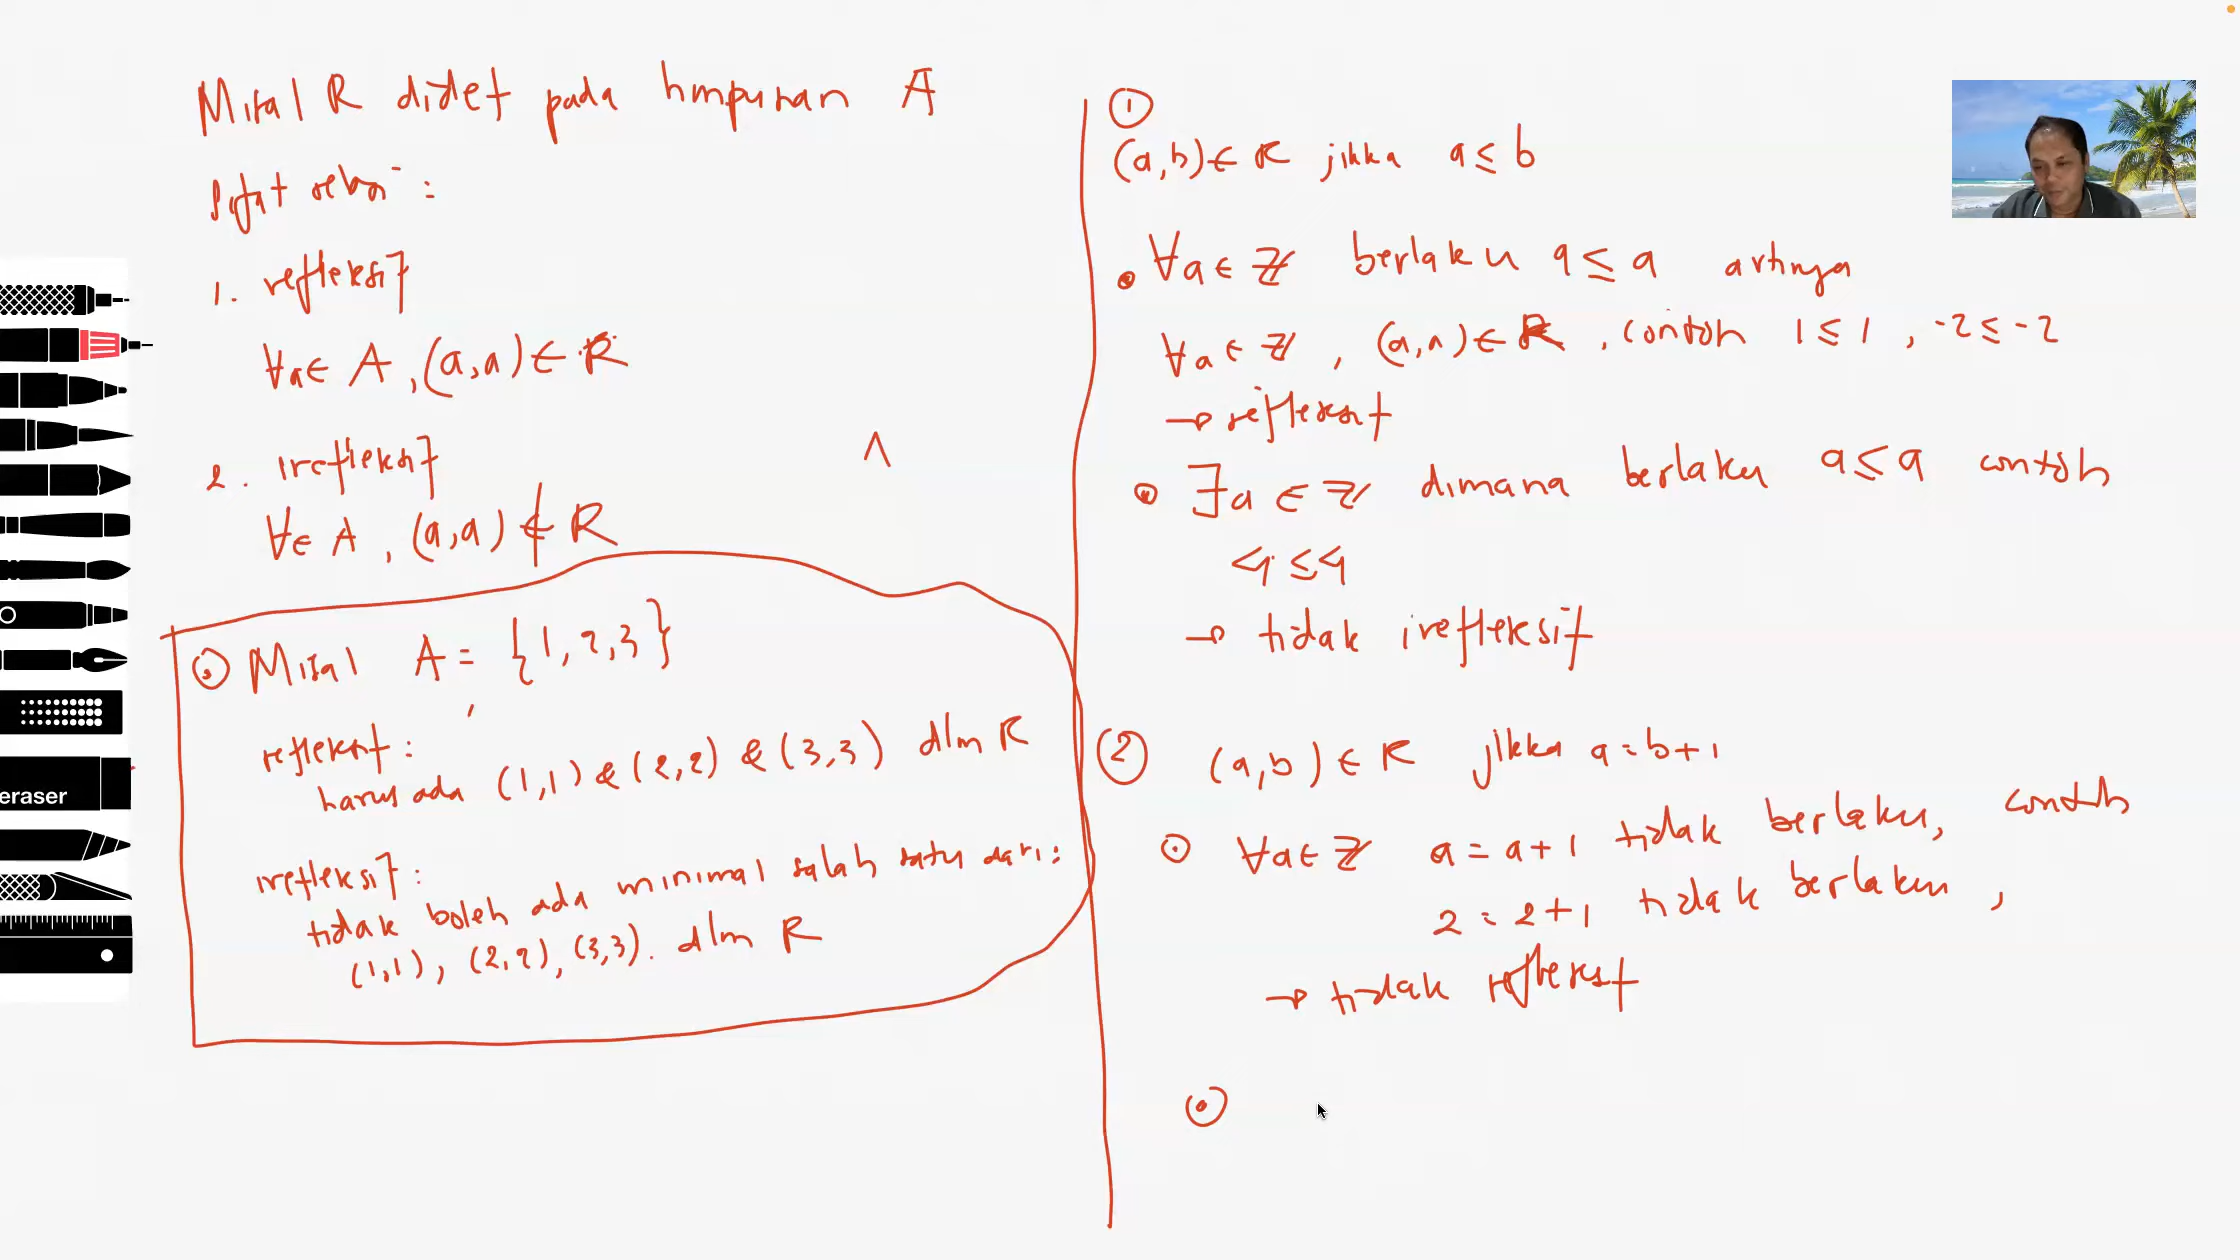 Misal R didef pada himpunan A
Sifat relasi :
1. refleksif
∀a∈ A , (a,a) ∈ R
2. irefleksif
∀∈ A , (a,a) ∉ R
^
Misal A = {1,2,3}
refleksif :
harus ada (1,1) & (2,2) & (3,3) dlm R
irefleksif :
tidak boleh ada minimal salah satu dari :
(1,1), (2,2), (3,3). dlm R
eraser
1
(a,b) ∈ R jikka a ≤ b
∀a ∈ ℤ berlaku a ≤ a artinya
∀a ∈ ℤ , (a,a) ∈ R , contoh 1 ≤ 1 , -2 ≤ -2
→ refleksif
∃a ∈ ℤ dimana berlaku a ≤ a contoh
4 ≤ 4
→ tidak irefleksif
2 (a,b) ∈ R jikka a = b+1
∀a ∈ ℤ a = a+1 tidak berlaku, contoh
2 = 2+1 tidak berlaku ,
→ tidak refleksif